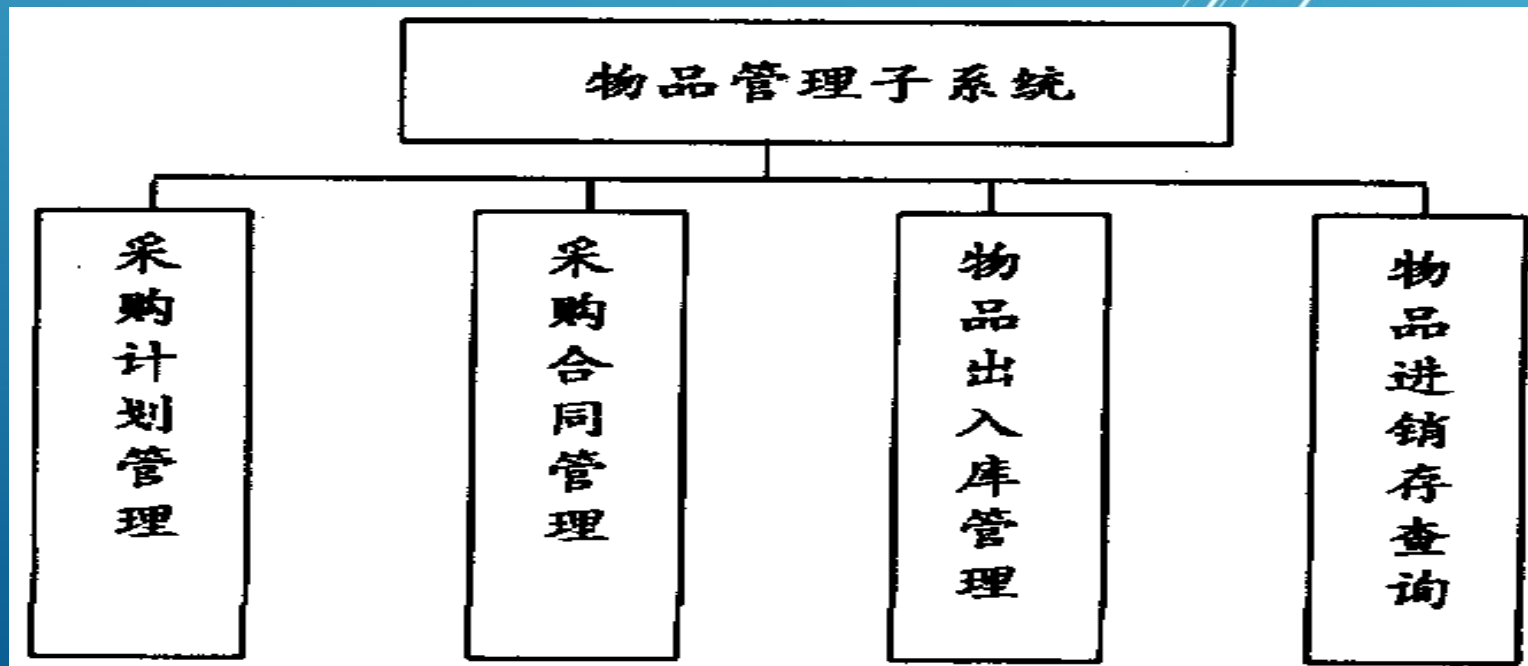 物品管理子系统
采购计划管理
采购合同管理
物品出入库管理
物品进销存查询